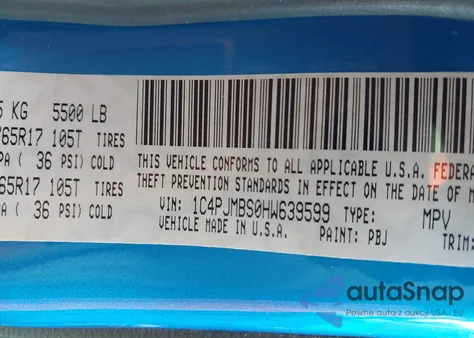 5 KG 5500 LB
/65R17 105T TIRES
PA ( 36 PSI) COLD
65R17 105T TIRES
PA ( 36 PSI) COLD
THIS VEHICLE CONFORMS TO ALL APPLICABLE U.S.A. FEDERA
THEFT PREVENTION STANDARDS IN EFFECT ON THE DATE OF M
VIN: 1C4PJMBS0HW639599 TYPE: MPV
VEHICLE MADE IN U.S.A. PAINT: PBJ TRIM:
autoSnap
Pewne auta z aukcji USA i EU